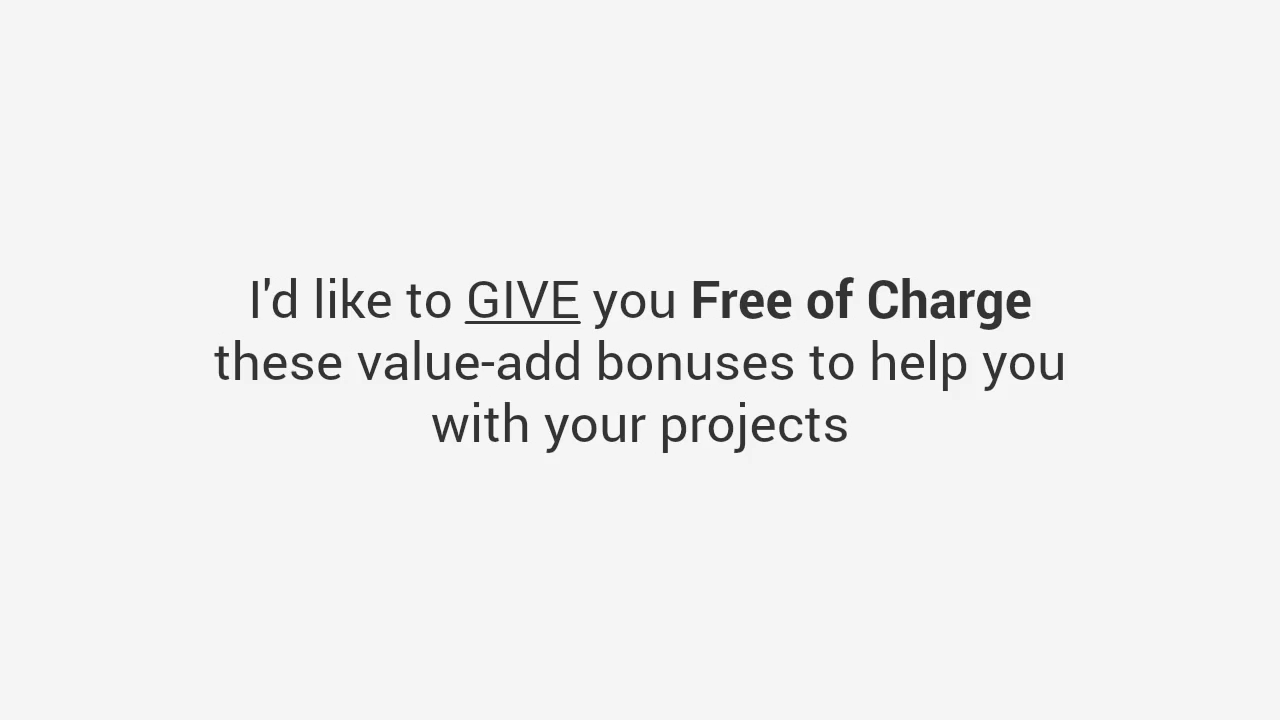 I'd like to GIVE you Free of Charge
these value-add bonuses to help you
with your projects